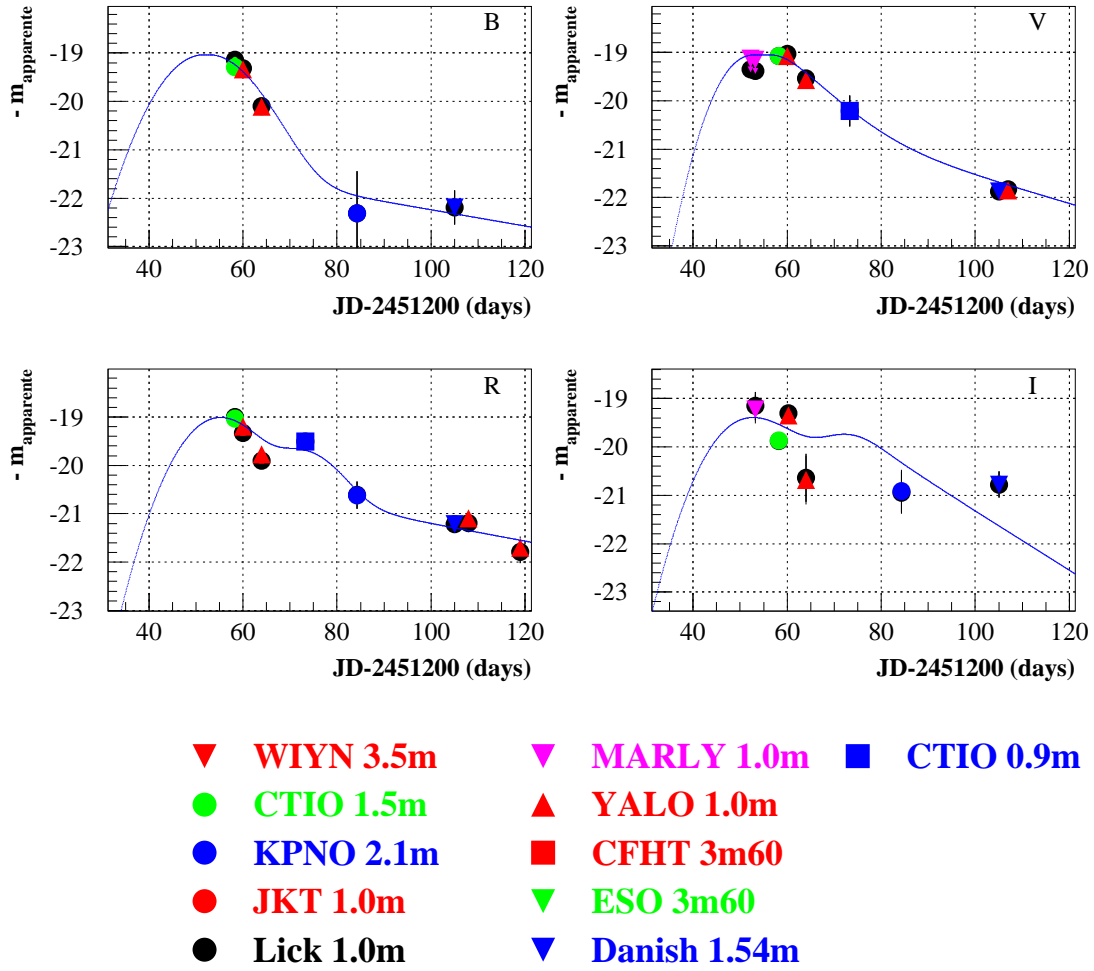 B
- m_apparente
-19
-20
-21
-22
-23
40 60 80 100 120
JD-2451200 (days)
V
- m_apparente
-19
-20
-21
-22
-23
40 60 80 100 120
JD-2451200 (days)
R
- m_apparente
-19
-20
-21
-22
-23
40 60 80 100 120
JD-2451200 (days)
I
- m_apparente
-19
-20
-21
-22
-23
40 60 80 100 120
JD-2451200 (days)
WIYN 3.5m MARLY 1.0m CTIO 0.9m
CTIO 1.5m YALO 1.0m
KPNO 2.1m CFHT 3m60
JKT 1.0m ESO 3m60
Lick 1.0m Danish 1.54m